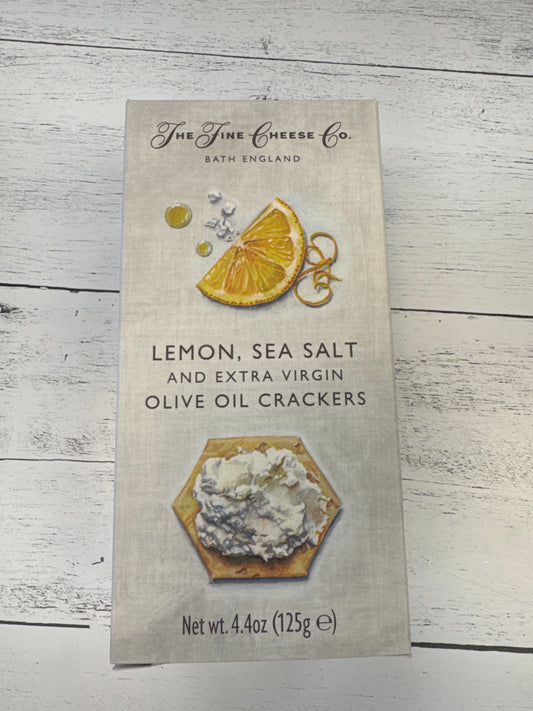 The Fine Cheese Co.
BATH ENGLAND
LEMON, SEA SALT
AND EXTRA VIRGIN
OLIVE OIL CRACKERS
Net wt. 4.4oz (125g ℮)